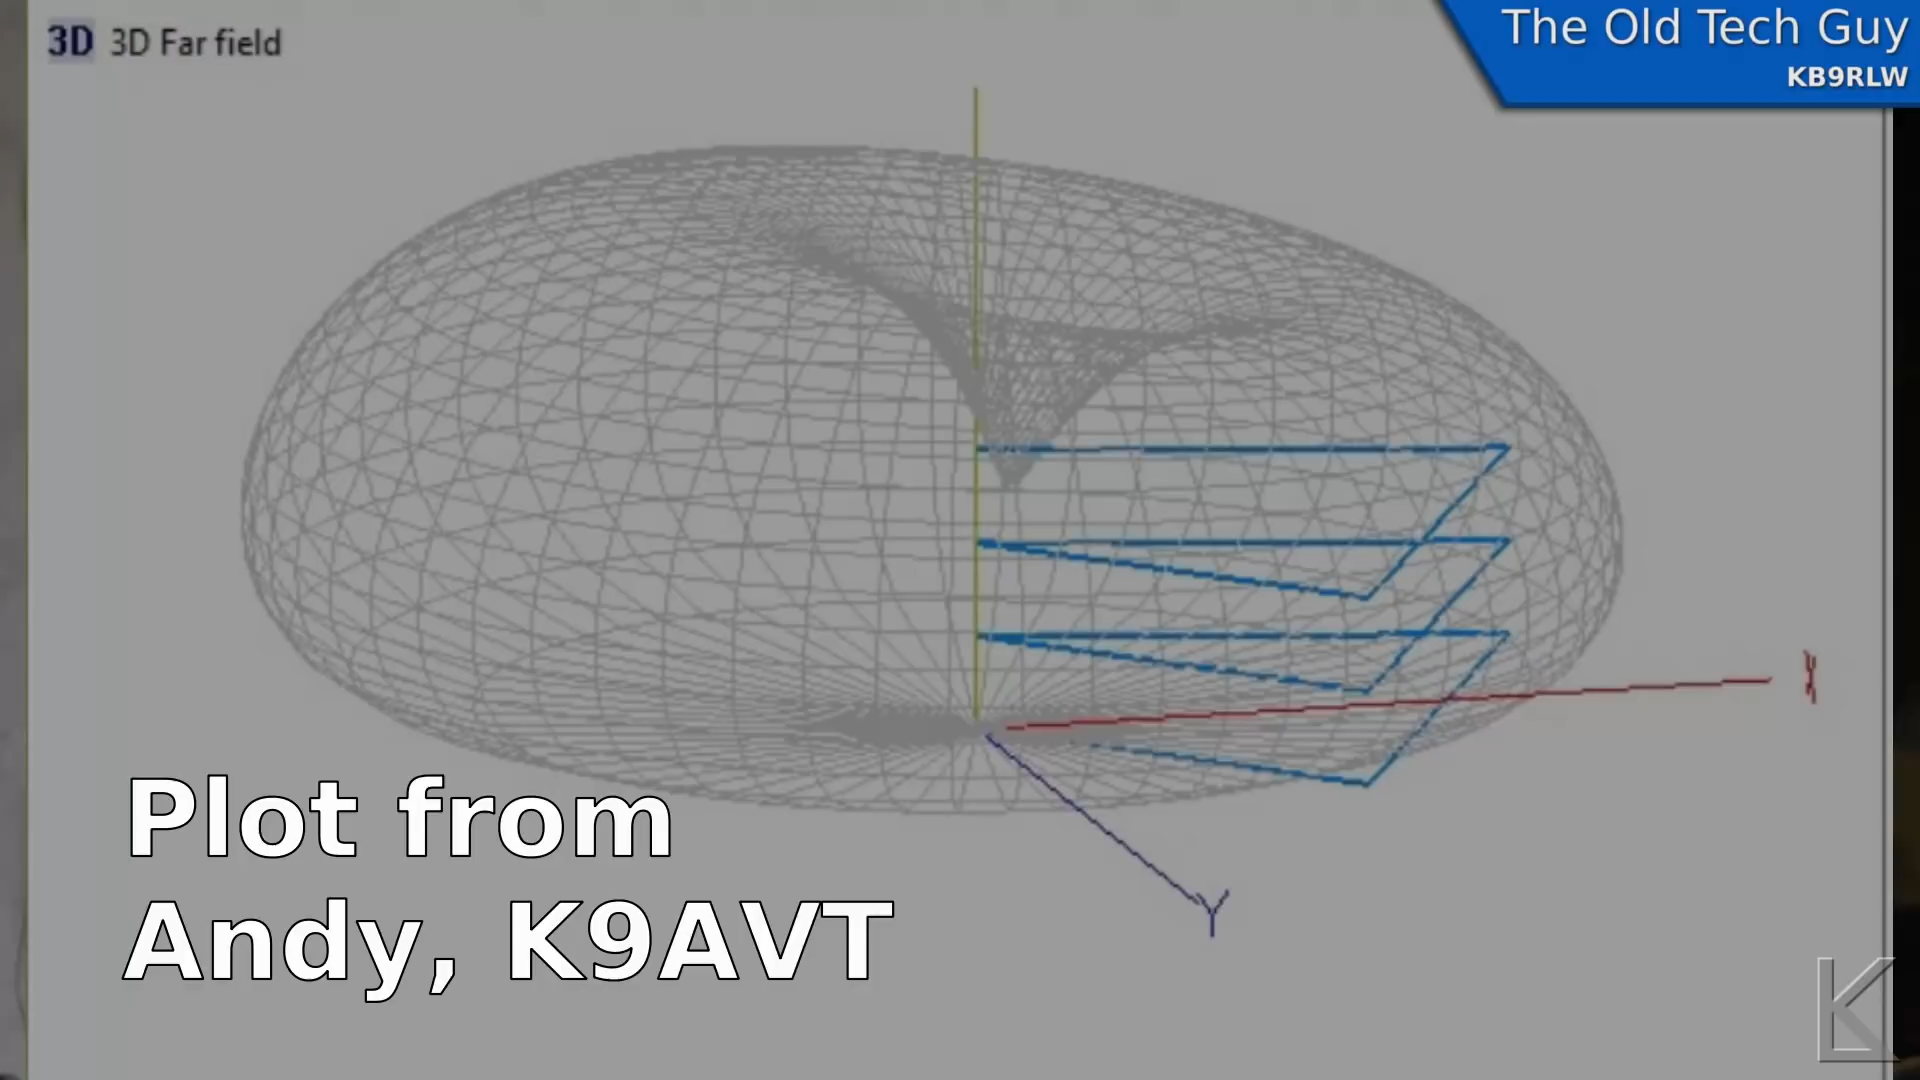 3D 3D Far field
The Old Tech Guy
KB9RLW
X
Y
Plot from
Andy, K9AVT
K